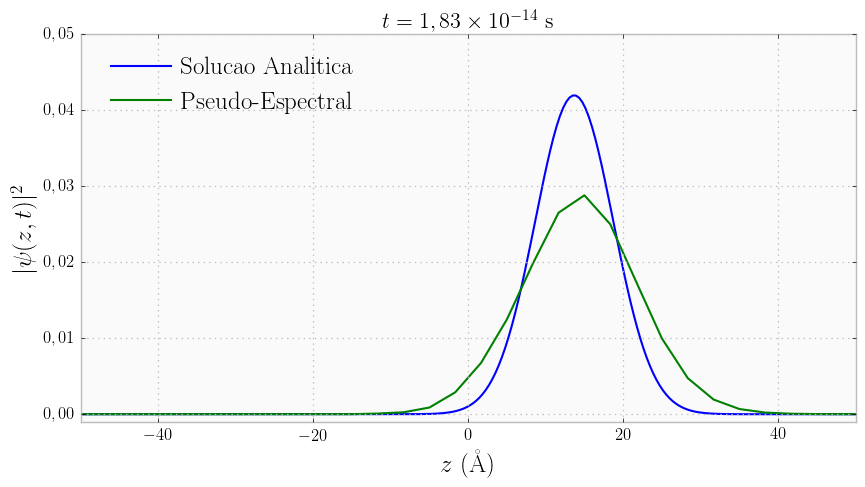 t = 1,83 × 10⁻¹⁴ s
0,05
Solucao Analitica
Pseudo-Espectral
0,04
0,03
0,02
0,01
0,00
|ψ(z, t)|²
−40 −20 0 20 40
z (Å)